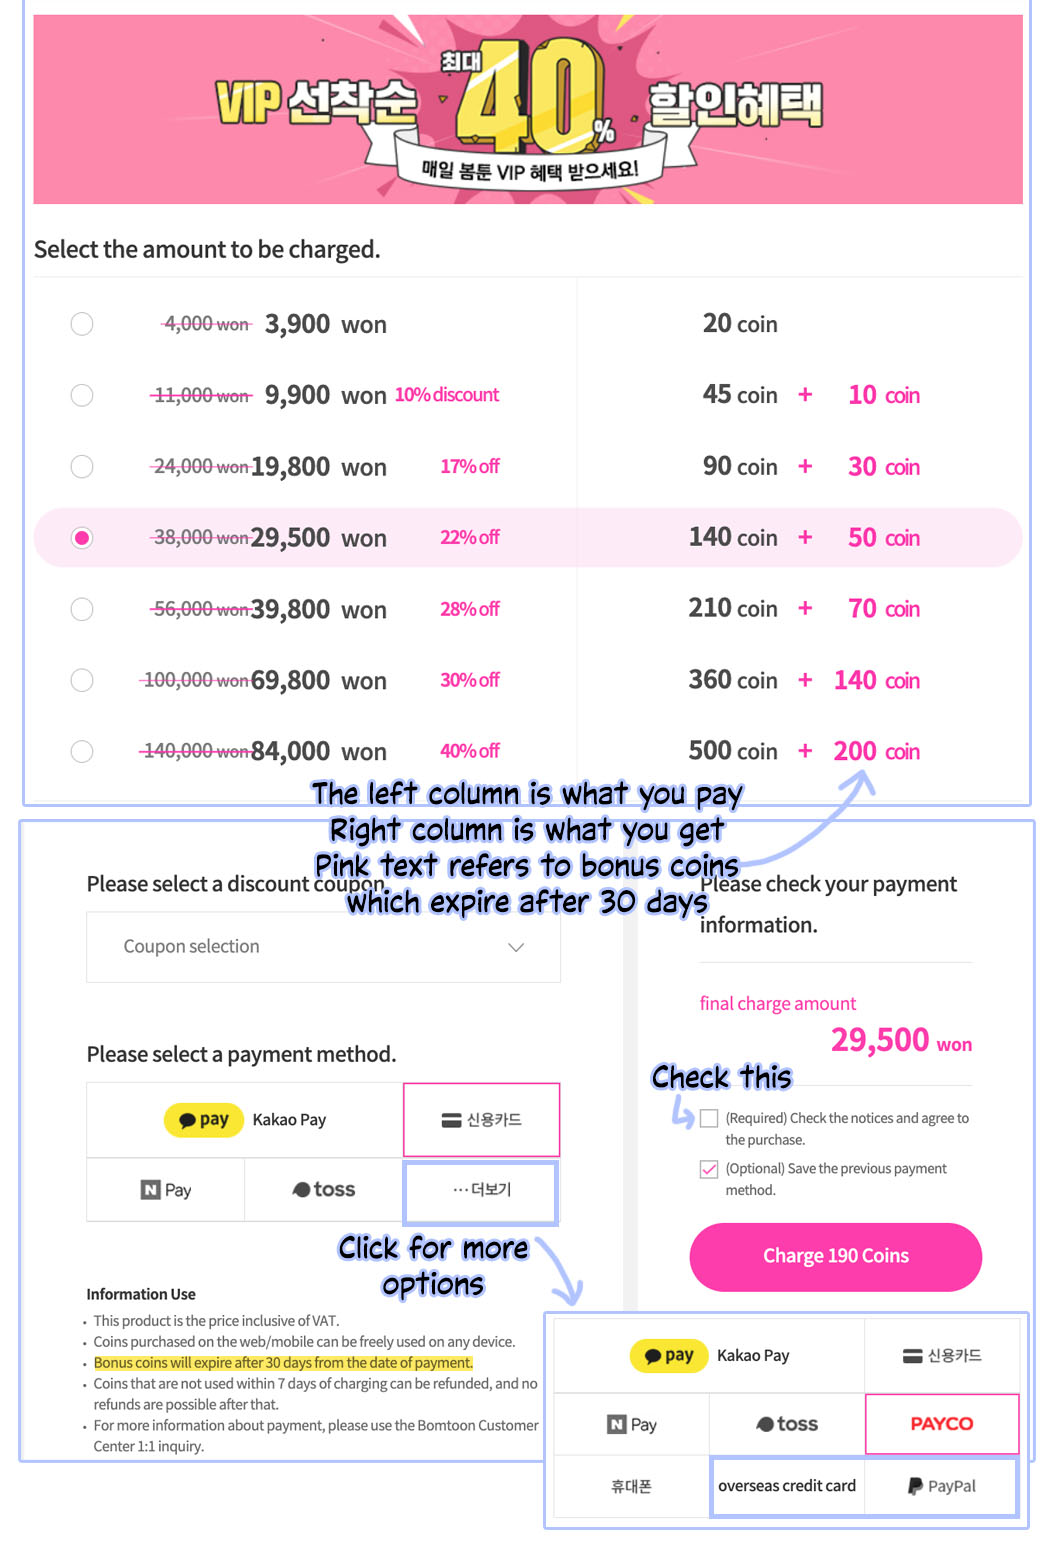 VIP 선착순 최대 40% 할인혜택
매일 봄툰 VIP 혜택 받으세요!
Select the amount to be charged.
4,000 won 3,900 won 20 coin
11,000 won 9,900 won 10% discount 45 coin + 10 coin
24,000 won 19,800 won 17% off 90 coin + 30 coin
38,000 won 29,500 won 22% off 140 coin + 50 coin
56,000 won 39,800 won 28% off 210 coin + 70 coin
100,000 won 69,800 won 30% off 360 coin + 140 coin
140,000 won 84,000 won 40% off 500 coin + 200 coin
The left column is what you pay
Right column is what you get
Pink text refers to bonus coins
which expire after 30 days
Please select a discount coupon
Coupon selection
Please select a payment method.
pay Kakao Pay 신용카드
N Pay toss ··· 더보기
Click for more
options
Information Use
• This product is the price inclusive of VAT.
• Coins purchased on the web/mobile can be freely used on any device.
• Bonus coins will expire after 30 days from the date of payment.
• Coins that are not used within 7 days of charging can be refunded, and no
refunds are possible after that.
• For more information about payment, please use the Bomtoon Customer
Center 1:1 inquiry.
Please check your payment
information.
final charge amount
29,500 won
Check this
(Required) Check the notices and agree to
the purchase.
(Optional) Save the previous payment
method.
Charge 190 Coins
pay Kakao Pay 신용카드
N Pay toss PAYCO
휴대폰 overseas credit card PayPal